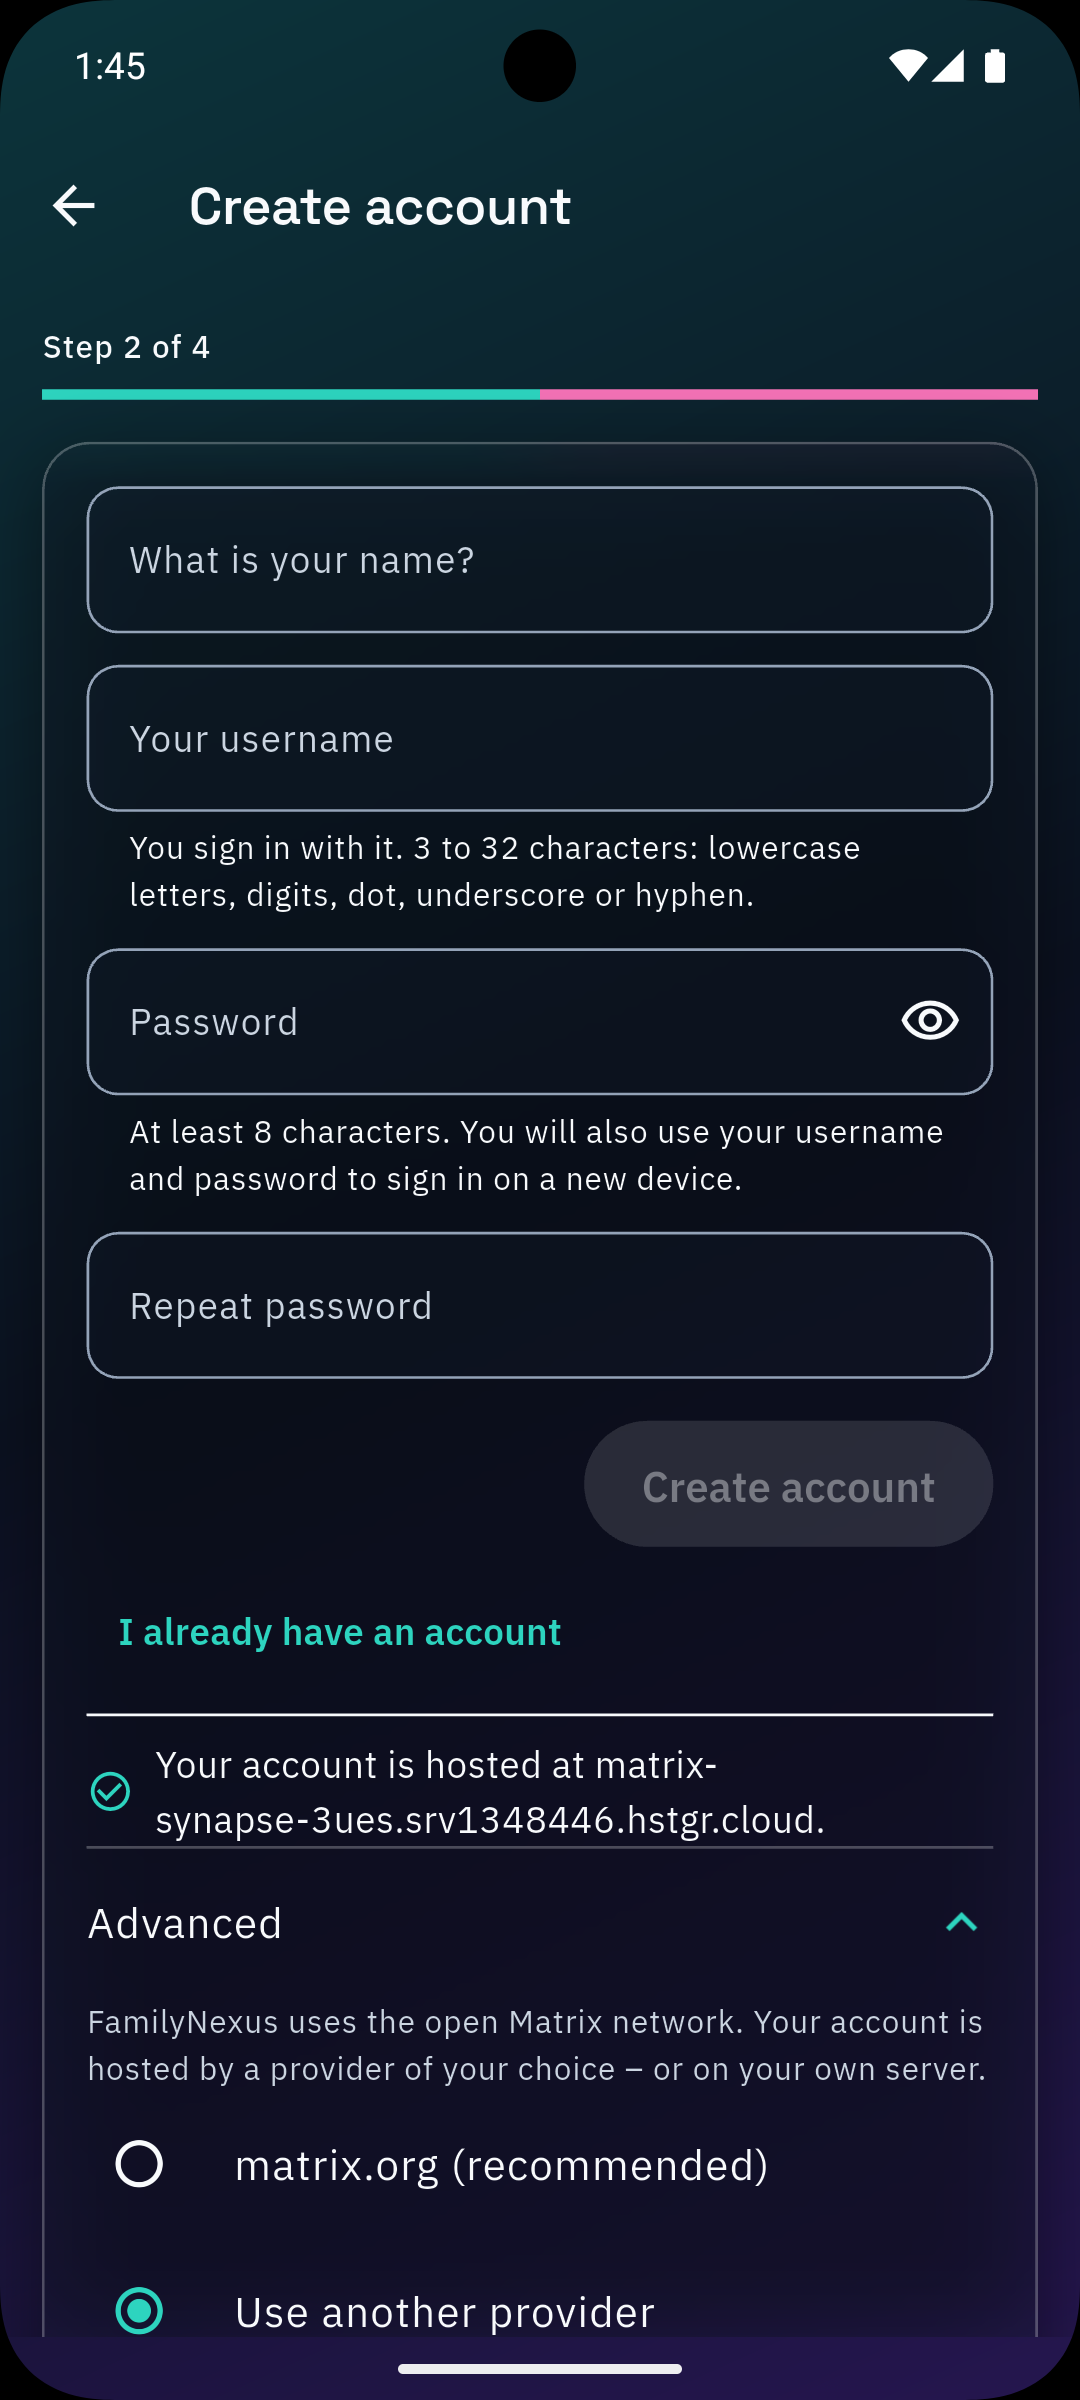 1:45
Create account
Step 2 of 4
What is your name?
Your username
You sign in with it. 3 to 32 characters: lowercase
letters, digits, dot, underscore or hyphen.
Password
At least 8 characters. You will also use your username
and password to sign in on a new device.
Repeat password
Create account
I already have an account
Your account is hosted at matrix-
synapse-3ues.srv1348446.hstgr.cloud.
Advanced
FamilyNexus uses the open Matrix network. Your account is
hosted by a provider of your choice – or on your own server.
matrix.org (recommended)
Use another provider